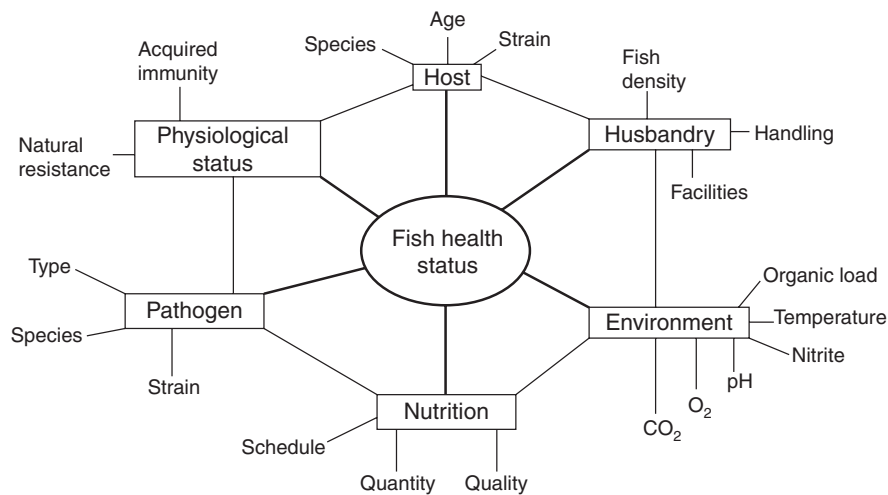 Age
Species
Strain
Host
Acquired
immunity
Fish
density
Physiological
status
Husbandry
Handling
Natural
resistance
Facilities
Fish health
status
Type
Organic load
Pathogen
Environment
Temperature
Species
Nitrite
Strain
pH
O₂
Nutrition
CO₂
Schedule
Quantity
Quality